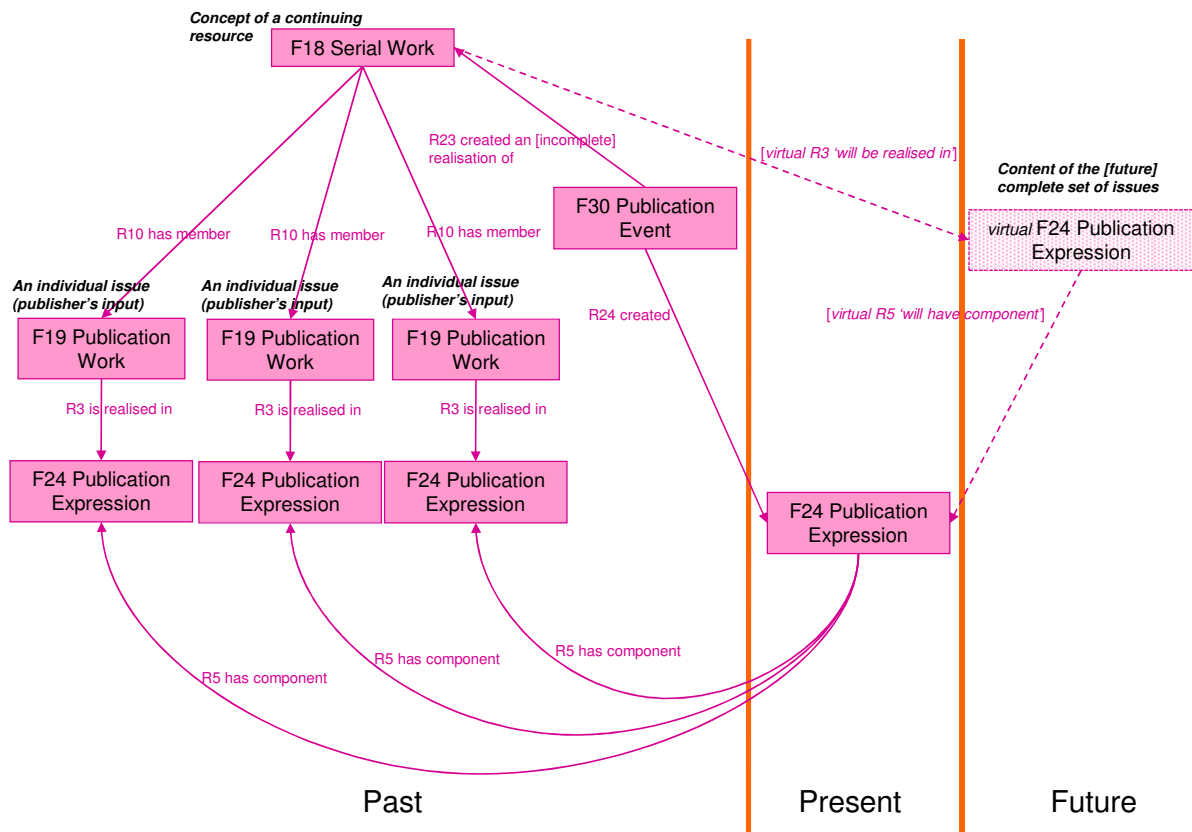 Concept of a continuing
resource
F18 Serial Work
R23 created an [incomplete]
realisation of
[virtual R3 ‘will be realised in’]
Content of the [future]
complete set of issues
F30 Publication
Event
virtual F24 Publication
Expression
R10 has member
R10 has member
R10 has member
An individual issue
(publisher’s input)
An individual issue
(publisher’s input)
An individual issue
(publisher’s input)
R24 created
[virtual R5 ‘will have component’]
F19 Publication
Work
F19 Publication
Work
F19 Publication
Work
R3 is realised in
R3 is realised in
R3 is realised in
F24 Publication
Expression
F24 Publication
Expression
F24 Publication
Expression
F24 Publication
Expression
R5 has component
R5 has component
R5 has component
Past
Present
Future